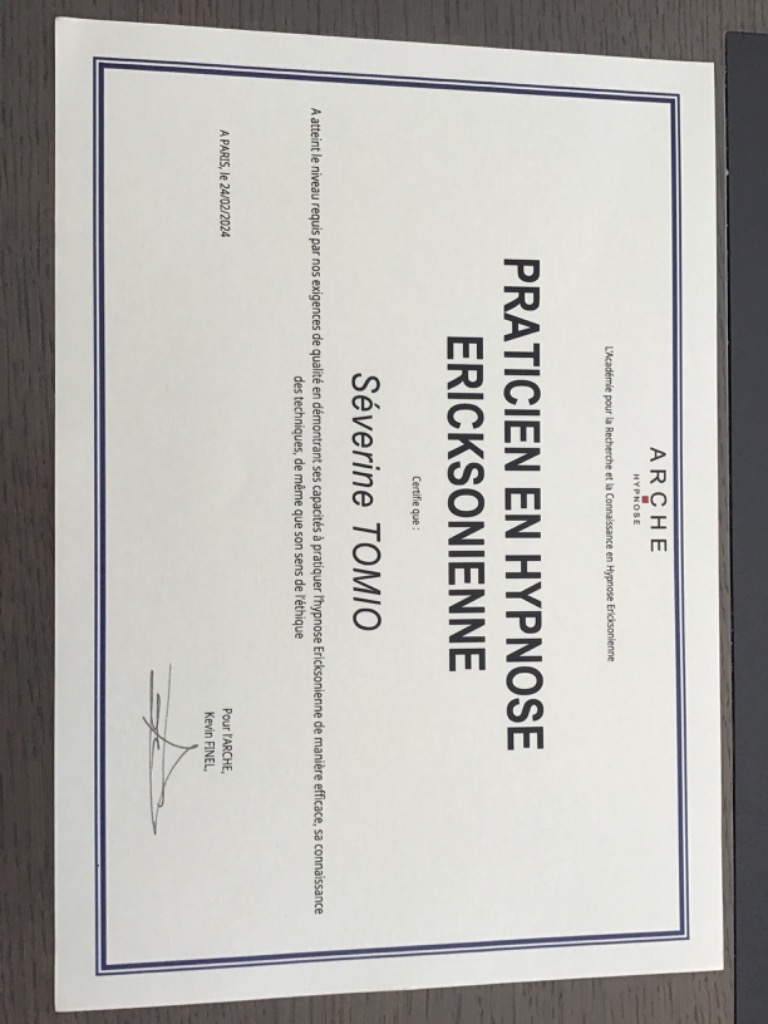 ARCHE
HYPNOSE
L'Académie pour la Recherche et la Connaissance en Hypnose Ericksonienne
PRATICIEN EN HYPNOSE
ERICKSONIENNE
Certifie que :
Séverine TOMIO
A atteint le niveau requis par nos exigences de qualité en démontrant ses capacités à pratiquer l'hypnose Ericksonienne de manière efficace, sa connaissance
des techniques, de même que son sens de l'éthique
A PARIS, le 24/02/2024
Pour l'ARCHE,
Kevin FINEL,